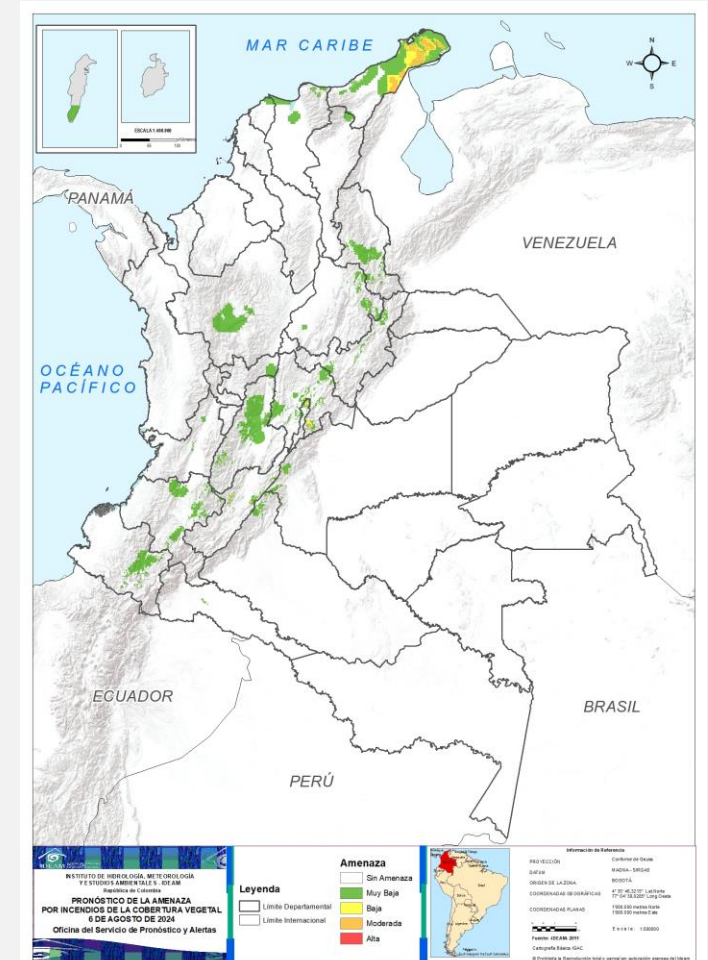 MAR CARIBE
N
W
E
S
ESCALA 1:400.000
PANAMÁ
VENEZUELA
OCÉANO
PACÍFICO
ECUADOR
BRASIL
PERÚ
IDEAM
INSTITUTO DE HIDROLOGÍA, METEOROLOGÍA
Y ESTUDIOS AMBIENTALES - IDEAM
República de Colombia
PRONÓSTICO DE LA AMENAZA
POR INCENDIOS DE LA COBERTURA VEGETAL
6 DE AGOSTO DE 2024
Oficina del Servicio de Pronóstico y Alertas
Leyenda
Límite Departamental
Límite Internacional
Amenaza
Sin Amenaza
Muy Baja
Baja
Moderada
Alta
Información de Referencia
PROYECCIÓN Conforme de Gauss
DATUM MAGNA - SIRGAS
ORIGEN DE LA ZONA BOGOTÁ
COORDENADAS GEOGRÁFICAS
COORDENADAS PLANAS 1'000.000 metros Norte
1'000.000 metros Este
Fuente: IDEAM, 2011
Cartografía Básica: IGAC